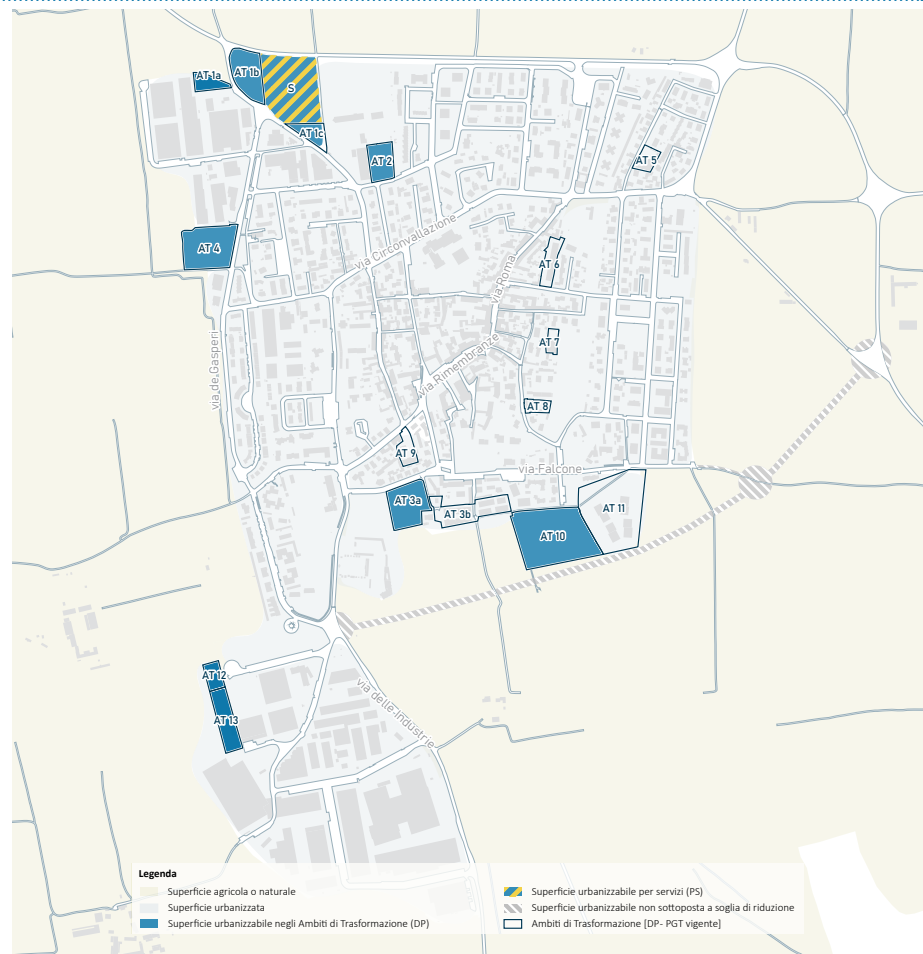 AT 1a
AT 1b
S
AT 1c
AT 2
AT 5
AT 4
via Circonvallazione
via Roma
AT 6
via de Gasperi
via Rimembranze
AT 7
AT 8
AT 9
via Falcone
AT 3a
AT 3b
AT 11
AT 10
AT 12
AT 13
via delle Industrie
Legenda
Superficie agricola o naturale
Superficie urbanizzata
Superficie urbanizzabile negli Ambiti di Trasformazione (DP)
Superficie urbanizzabile per servizi (PS)
Superficie urbanizzabile non sottoposta a soglia di riduzione
Ambiti di Trasformazione [DP- PGT vigente]